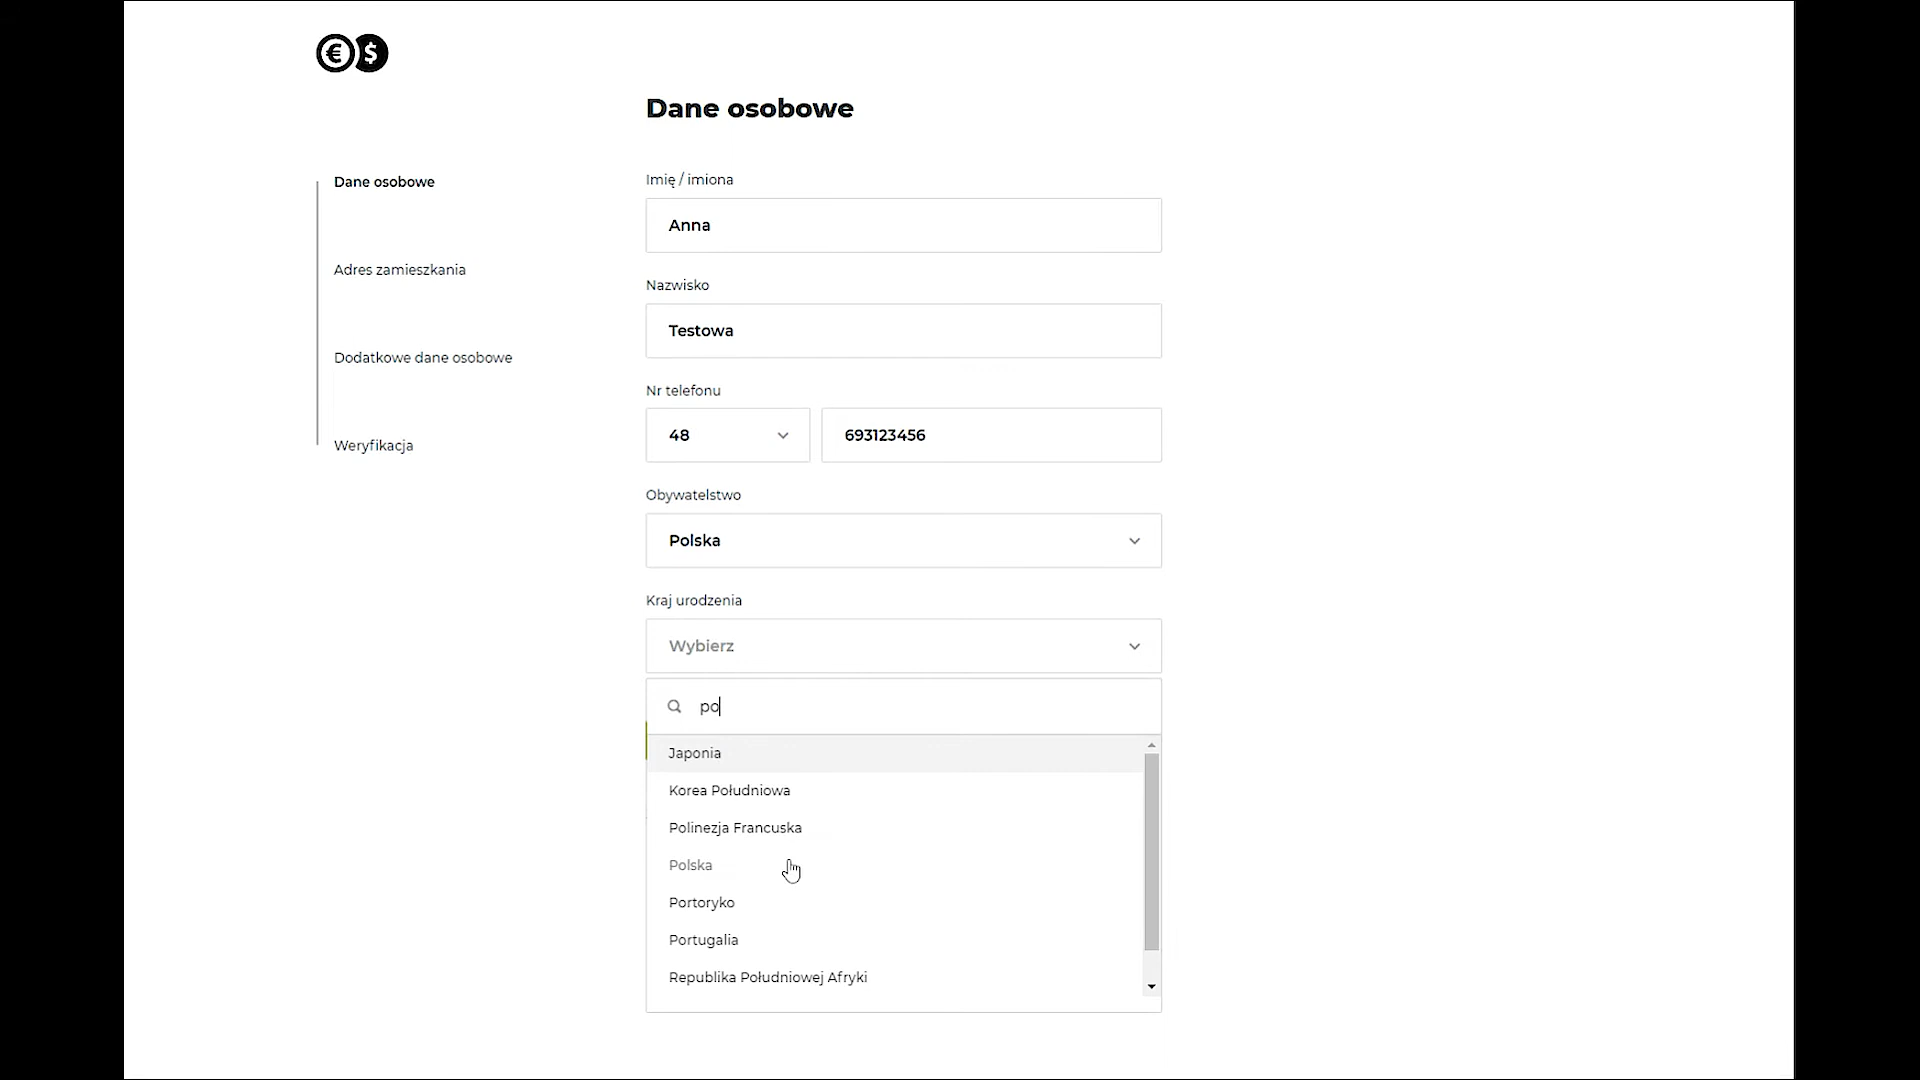 € $
Dane osobowe
Dane osobowe
Adres zamieszkania
Dodatkowe dane osobowe
Weryfikacja
Imię / imiona
Anna
Nazwisko
Testowa
Nr telefonu
48
693123456
Obywatelstwo
Polska
Kraj urodzenia
Wybierz
po
Japonia
Korea Południowa
Polinezja Francuska
Polska
Portoryko
Portugalia
Republika Południowej Afryki